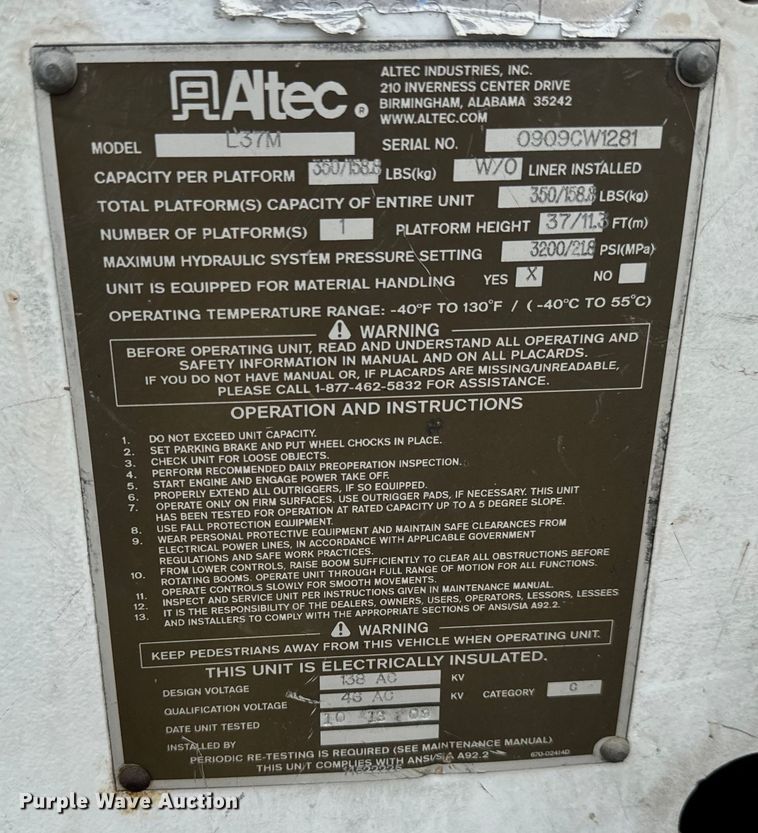 Altec ®
ALTEC INDUSTRIES, INC.
210 INVERNESS CENTER DRIVE
BIRMINGHAM, ALABAMA 35242
WWW.ALTEC.COM
MODEL L37M SERIAL NO. 0909CW1281
CAPACITY PER PLATFORM 350/158.8 LBS(kg) W/O LINER INSTALLED
TOTAL PLATFORM(S) CAPACITY OF ENTIRE UNIT 350/158.8 LBS(kg)
NUMBER OF PLATFORM(S) 1 PLATFORM HEIGHT 37/11.3 FT(m)
MAXIMUM HYDRAULIC SYSTEM PRESSURE SETTING 3200/21.8 PSI(MPa)
UNIT IS EQUIPPED FOR MATERIAL HANDLING YES X NO
OPERATING TEMPERATURE RANGE: -40°F TO 130°F / (-40°C TO 55°C)
WARNING
BEFORE OPERATING UNIT, READ AND UNDERSTAND ALL OPERATING AND
SAFETY INFORMATION IN MANUAL AND ON ALL PLACARDS.
IF YOU DO NOT HAVE MANUAL OR, IF PLACARDS ARE MISSING/UNREADABLE,
PLEASE CALL 1-877-462-5832 FOR ASSISTANCE.
OPERATION AND INSTRUCTIONS
1. DO NOT EXCEED UNIT CAPACITY.
2. SET PARKING BRAKE AND PUT WHEEL CHOCKS IN PLACE.
3. CHECK UNIT FOR LOOSE OBJECTS.
4. PERFORM RECOMMENDED DAILY PREOPERATION INSPECTION.
5. START ENGINE AND ENGAGE POWER TAKE OFF.
6. PROPERLY EXTEND ALL OUTRIGGERS, IF SO EQUIPPED.
7. OPERATE ONLY ON FIRM SURFACES. USE OUTRIGGER PADS, IF NECESSARY. THIS UNIT
HAS BEEN TESTED FOR OPERATION AT RATED CAPACITY UP TO A 5 DEGREE SLOPE.
8. USE FALL PROTECTION EQUIPMENT.
9. WEAR PERSONAL PROTECTIVE EQUIPMENT AND MAINTAIN SAFE CLEARANCES FROM
ELECTRICAL POWER LINES, IN ACCORDANCE WITH APPLICABLE GOVERNMENT
REGULATIONS AND SAFE WORK PRACTICES.
10. FROM LOWER CONTROLS, RAISE BOOM SUFFICIENTLY TO CLEAR ALL OBSTRUCTIONS BEFORE
ROTATING BOOMS. OPERATE UNIT THROUGH FULL RANGE OF MOTION FOR ALL FUNCTIONS.
11. OPERATE CONTROLS SLOWLY FOR SMOOTH MOVEMENTS.
12. INSPECT AND SERVICE UNIT PER INSTRUCTIONS GIVEN IN MAINTENANCE MANUAL.
13. IT IS THE RESPONSIBILITY OF THE DEALERS, OWNERS, USERS, OPERATORS, LESSORS, LESSEES
AND INSTALLERS TO COMPLY WITH THE APPROPRIATE SECTIONS OF ANSI/SIA A92.2.
WARNING
KEEP PEDESTRIANS AWAY FROM THIS VEHICLE WHEN OPERATING UNIT.
THIS UNIT IS ELECTRICALLY INSULATED.
DESIGN VOLTAGE 138 AC KV
QUALIFICATION VOLTAGE 46 AC KV CATEGORY C
DATE UNIT TESTED 10 13 09
INSTALLED BY
PERIODIC RE-TESTING IS REQUIRED (SEE MAINTENANCE MANUAL)
THIS UNIT COMPLIES WITH ANSI/SIA A92.2 670-02414D
Purple Wave Auction